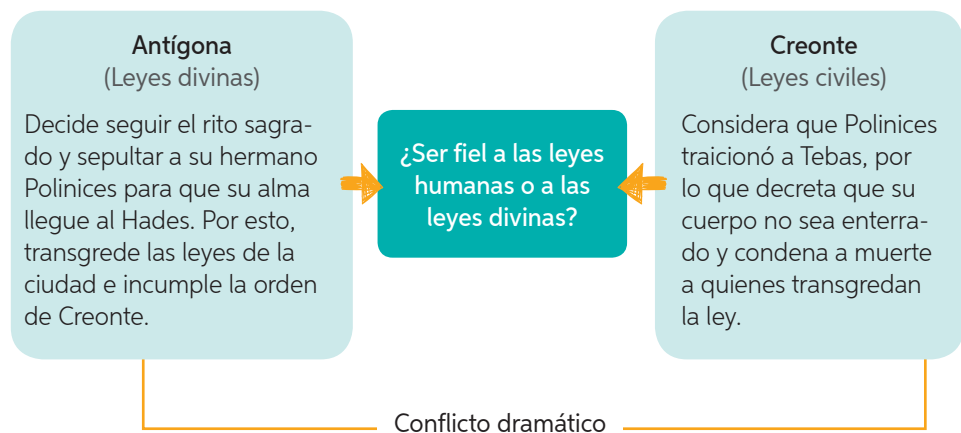 Antígona
(Leyes divinas)
Decide seguir el rito sagra-
do y sepultar a su hermano
Polinices para que su alma
llegue al Hades. Por esto,
transgrede las leyes de la
ciudad e incumple la orden
de Creonte.
¿Ser fiel a las leyes
humanas o a las
leyes divinas?
Creonte
(Leyes civiles)
Considera que Polinices
traicionó a Tebas, por
lo que decreta que su
cuerpo no sea enterra-
do y condena a muerte
a quienes transgredan
la ley.
Conflicto dramático